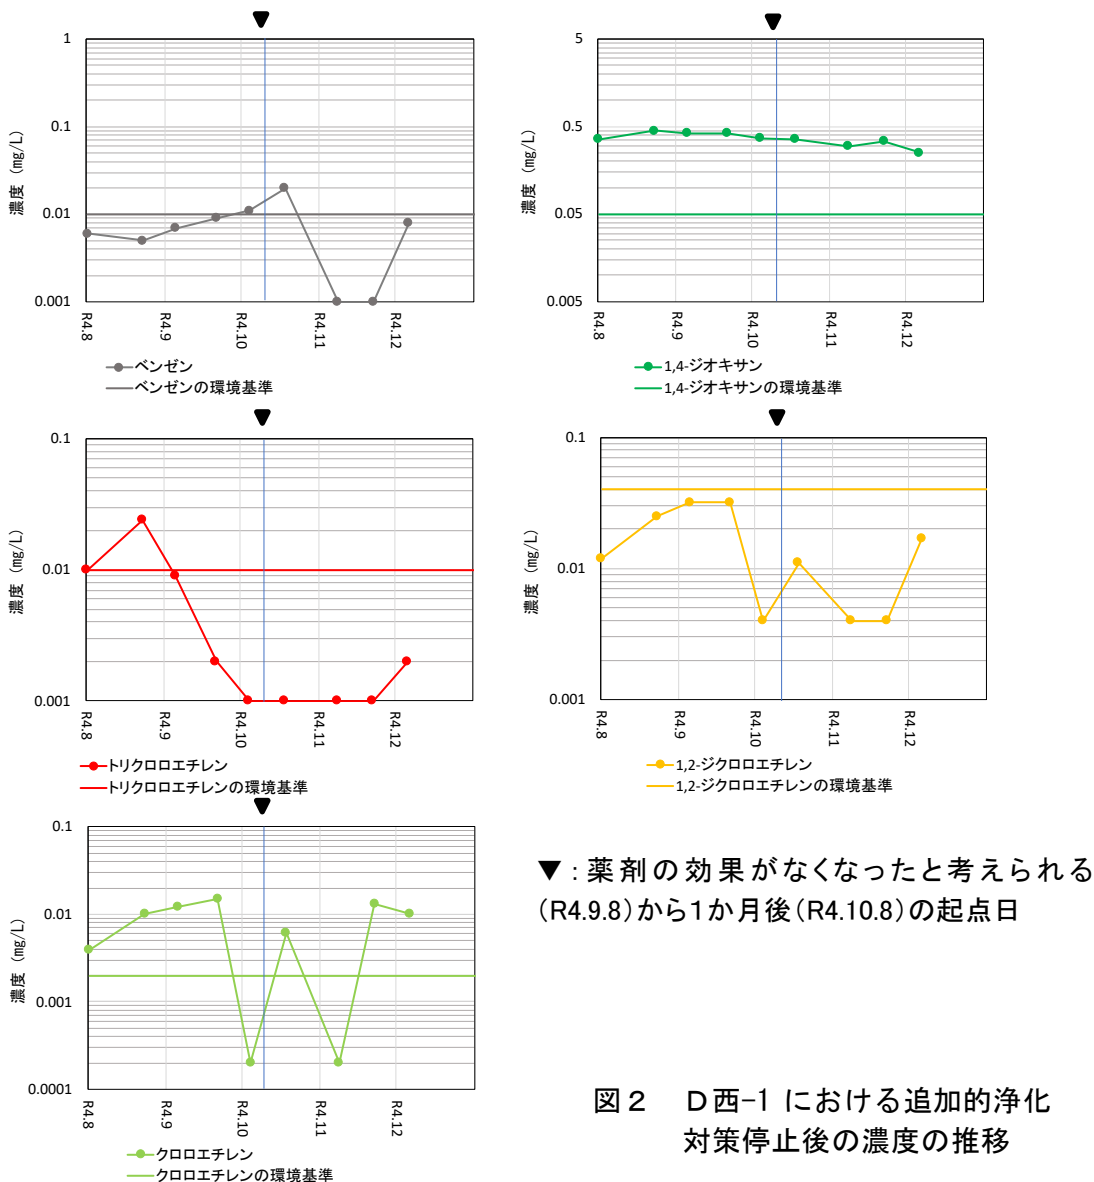 ▼
1
0.1
0.01
0.001
濃度 (mg/L)
R4.8
R4.9
R4.10
R4.11
R4.12
ベンゼン
ベンゼンの環境基準
▼
5
0.5
0.05
0.005
濃度 (mg/L)
R4.8
R4.9
R4.10
R4.11
R4.12
1,4-ジオキサン
1,4-ジオキサンの環境基準
▼
0.1
0.01
0.001
濃度 (mg/L)
R4.8
R4.9
R4.10
R4.11
R4.12
トリクロロエチレン
トリクロロエチレンの環境基準
▼
0.1
0.01
0.001
濃度 (mg/L)
R4.8
R4.9
R4.10
R4.11
R4.12
1,2-ジクロロエチレン
1,2-ジクロロエチレンの環境基準
▼
0.1
0.01
0.001
0.0001
濃度 (mg/L)
R4.8
R4.9
R4.10
R4.11
R4.12
クロロエチレン
クロロエチレンの環境基準
▼:薬剤の効果がなくなったと考えられる
(R4.9.8)から1か月後(R4.10.8)の起点日
図2 D西-1 における追加的浄化
対策停止後の濃度の推移